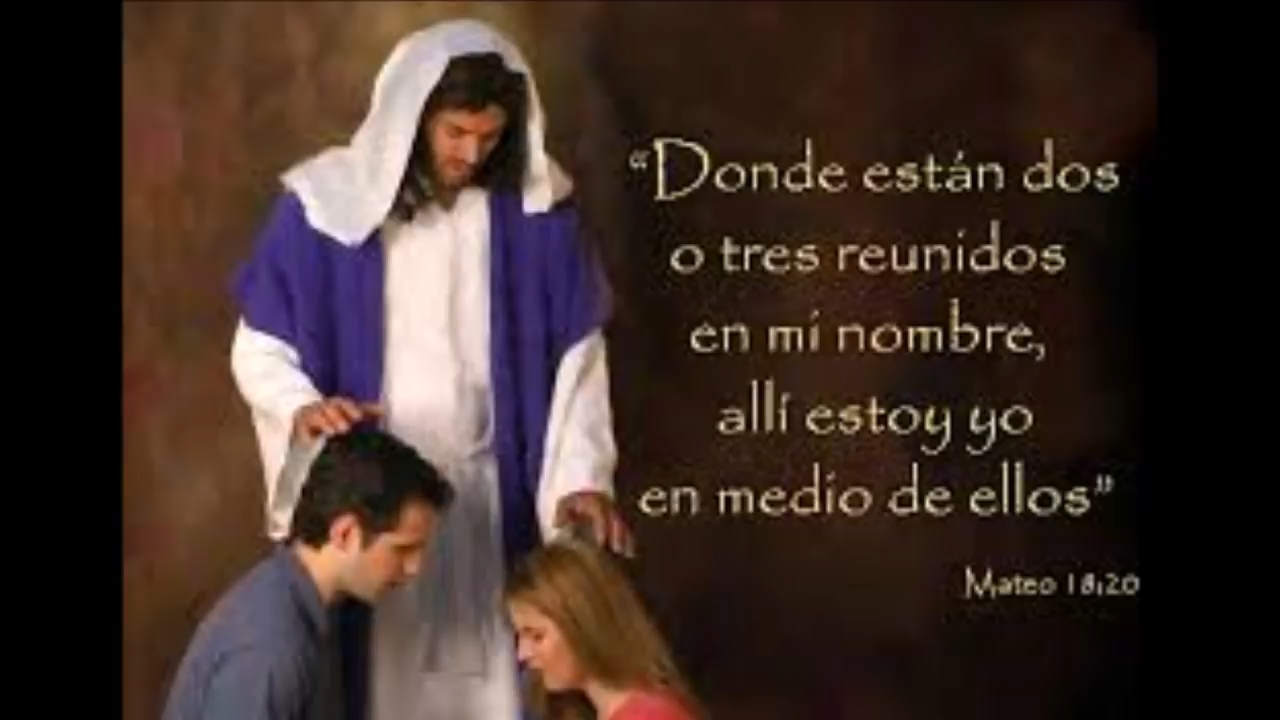 “Donde están dos
o tres reunidos
en mi nombre,
allí estoy yo
en medio de ellos”
Mateo 18:20